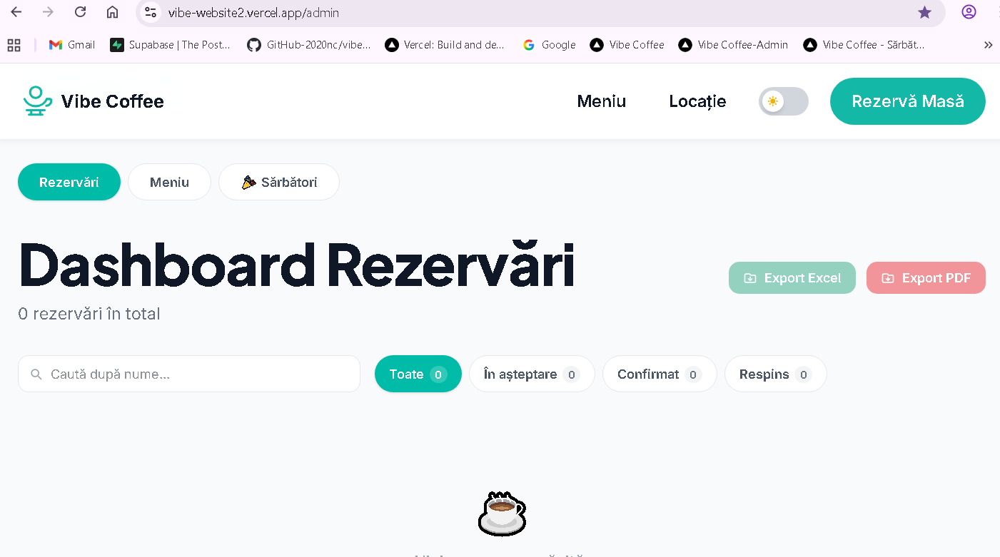 vibe-website2.vercel.app/admin
Gmail
Supabase | The Post...
GitHub-2020nc/vibe...
Vercel: Build and de...
Google
Vibe Coffee
Vibe Coffee-Admin
Vibe Coffee - Sărbăt...
»
Vibe Coffee
Meniu
Locație
Rezervă Masă
Rezervări
Meniu
Sărbători
Dashboard Rezervări
Export Excel
Export PDF
0 rezervări în total
Caută după nume...
Toate 0
În așteptare 0
Confirmat 0
Respins 0